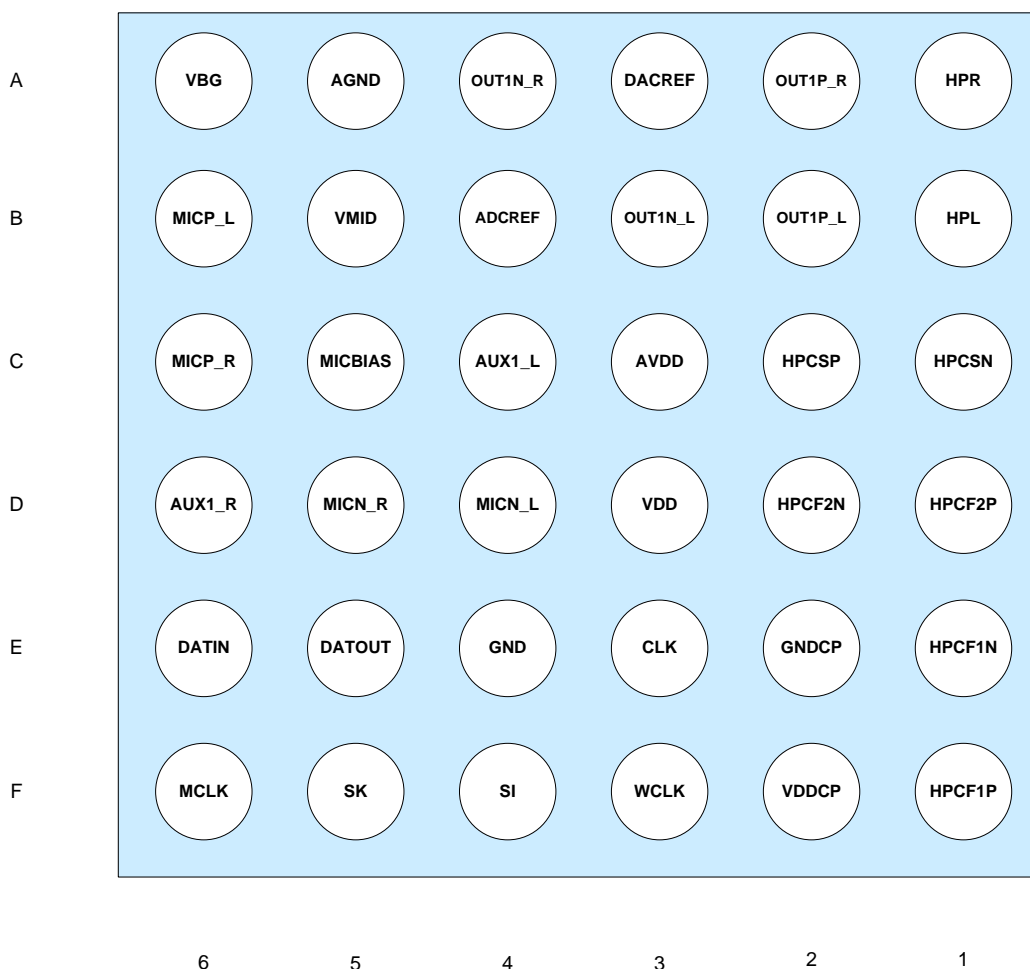 A VBG AGND OUT1N_R DACREF OUT1P_R HPR
B MICP_L VMID ADCREF OUT1N_L OUT1P_L HPL
C MICP_R MICBIAS AUX1_L AVDD HPCSP HPCSN
D AUX1_R MICN_R MICN_L VDD HPCF2N HPCF2P
E DATIN DATOUT GND CLK GNDCP HPCF1N
F MCLK SK SI WCLK VDDCP HPCF1P
6 5 4 3 2 1